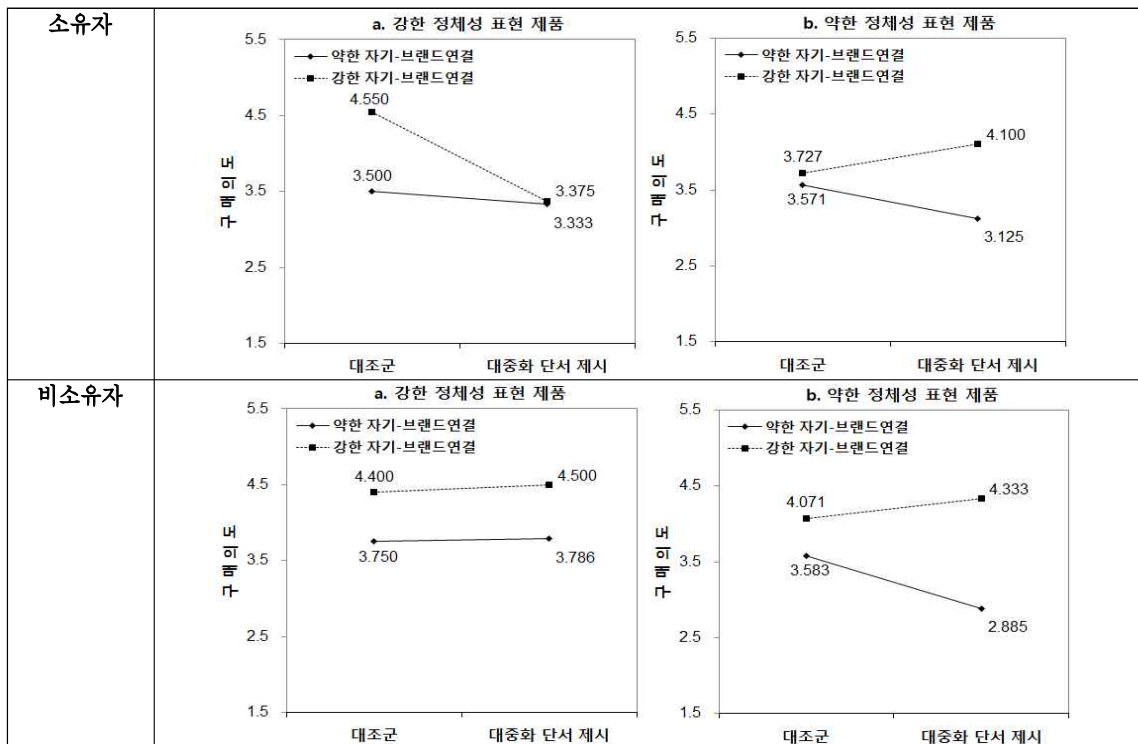 소유자
a. 강한 정체성 표현 제품
5.5
4.5
3.5
2.5
1.5
구매의도
약한 자기-브랜드연결
강한 자기-브랜드연결
4.550
3.500
3.375
3.333
대조군 대중화 단서 제시
b. 약한 정체성 표현 제품
5.5
4.5
3.5
2.5
1.5
구매의도
약한 자기-브랜드연결
강한 자기-브랜드연결
4.100
3.727
3.571
3.125
대조군 대중화 단서 제시
비소유자
a. 강한 정체성 표현 제품
5.5
4.5
3.5
2.5
1.5
구매의도
약한 자기-브랜드연결
강한 자기-브랜드연결
4.400
4.500
3.750
3.786
대조군 대중화 단서 제시
b. 약한 정체성 표현 제품
5.5
4.5
3.5
2.5
1.5
구매의도
약한 자기-브랜드연결
강한 자기-브랜드연결
4.071
4.333
3.583
2.885
대조군 대중화 단서 제시